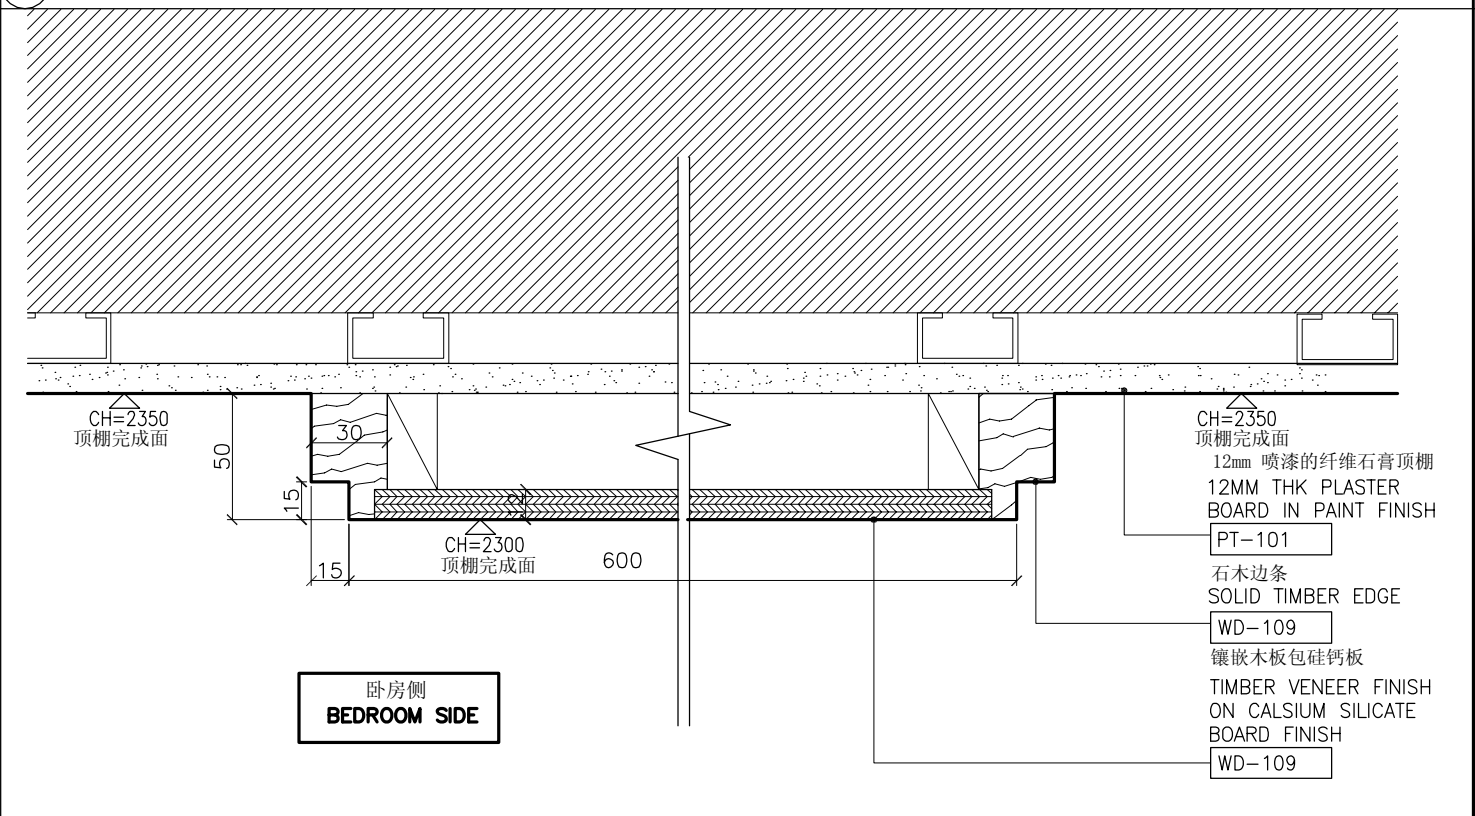 CH=2350
顶棚完成面
50
30
15
12
CH=2300
顶棚完成面
15
600
CH=2350
顶棚完成面
12mm 喷漆的纤维石膏顶棚
12MM THK PLASTER
BOARD IN PAINT FINISH
PT-101
石木边条
SOLID TIMBER EDGE
WD-109
镶嵌木板包硅钙板
TIMBER VENEER FINISH
ON CALSIUM SILICATE
BOARD FINISH
WD-109
卧房侧
BEDROOM SIDE